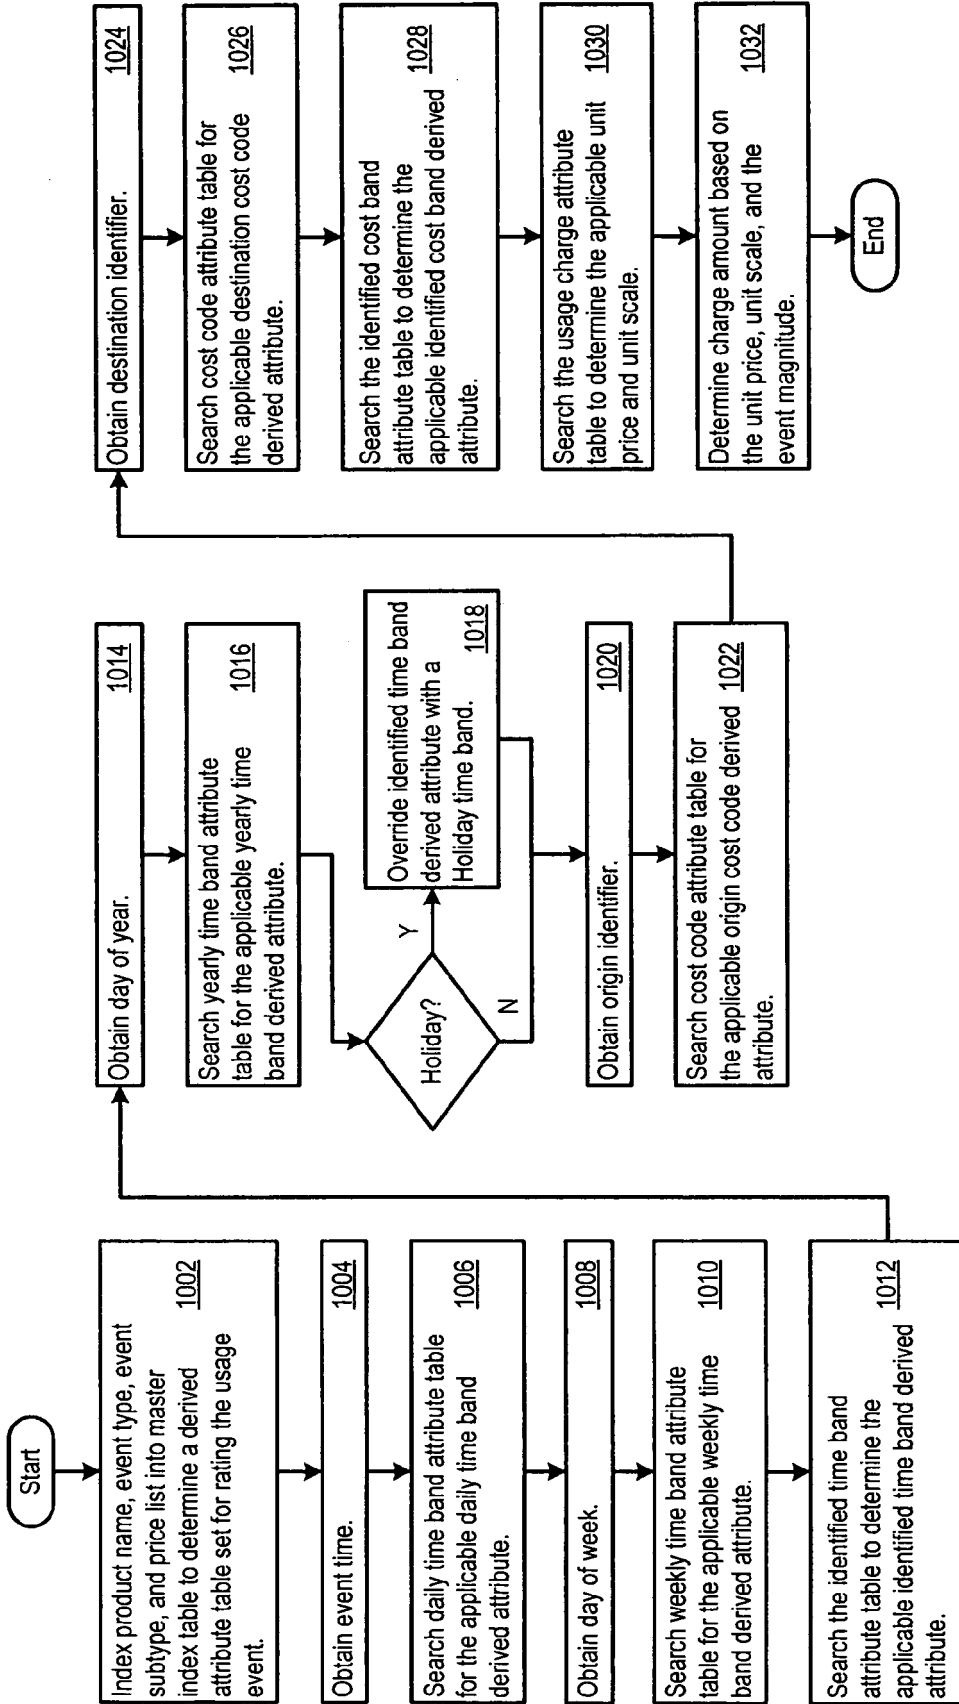 Start
Index product name, event type, event
subtype, and price list into master
index table to determine a derived 1002
attribute table set for rating the usage
event.
Obtain event time. 1004
Search daily time band attribute table
for the applicable daily time band 1006
derived attribute.
Obtain day of week. 1008
Search weekly time band attribute
table for the applicable weekly time 1010
band derived attribute.
Search the identified time band
attribute table to determine the 1012
applicable identified time band derived
attribute.
Obtain day of year. 1014
Search yearly time band attribute
table for the applicable yearly time 1016
band derived attribute.
Holiday?
Y
N
Override identified time band
derived attribute with a
Holiday time band. 1018
Obtain origin identifier. 1020
Search cost code attribute table for
the applicable origin cost code derived 1022
attribute.
Obtain destination identifier. 1024
Search cost code attribute table for
the applicable destination cost code 1026
derived attribute.
Search the identified cost band
attribute table to determine the 1028
applicable identified cost band derived
attribute.
Search the usage charge attribute
table to determine the applicable unit 1030
price and unit scale.
Determine charge amount based on
the unit price, unit scale, and the 1032
event magnitude.
End